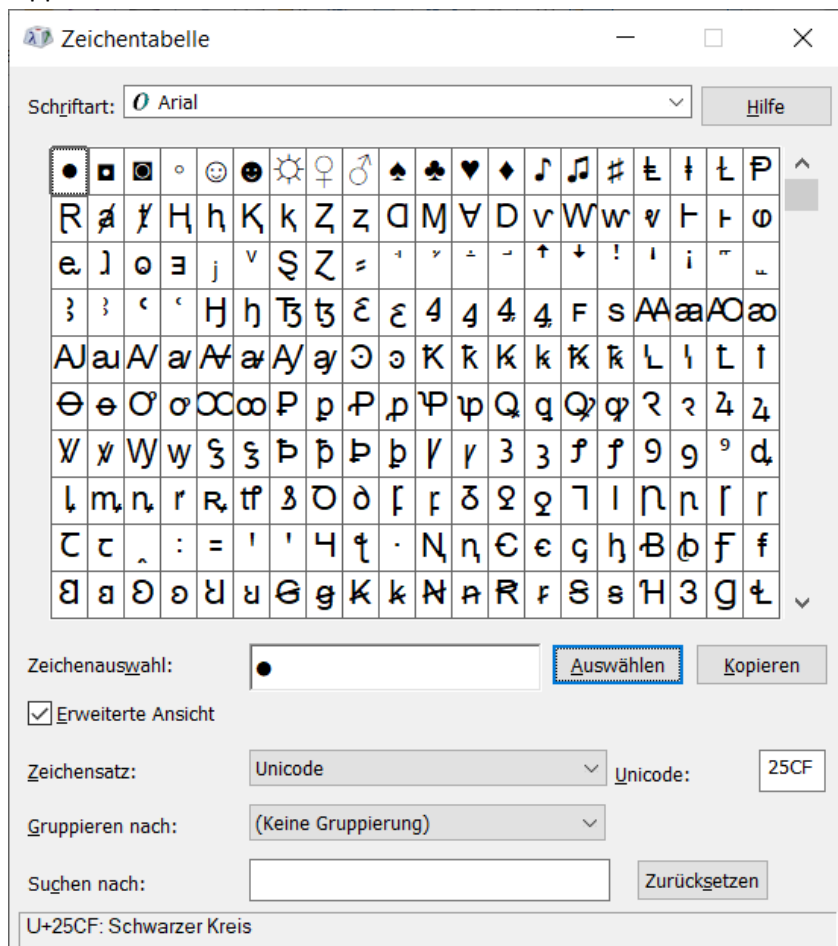 Zeichentabelle
Schriftart: O Arial
Hilfe
● ◘ ◙ ◦ ☺ ☻ ☼ ♀ ♂ ♠ ♣ ♥ ♦ ♪ ♫ ♯ Ⱡ ⱡ Ɫ Ᵽ
Ɽ ⱥ ⱦ Ⱨ ⱨ Ⱪ ⱪ Ⱬ ⱬ Ɑ Ɱ Ɐ Ɒ ⱱ Ⱳ ⱳ ⱴ Ⱶ ⱶ ⱷ
ⱸ ⱹ ⱺ ⱻ ⱼ ⱽ Ȿ Ɀ
Ꜧ ꜧ Ꜩ ꜩ Ꜫ ꜫ Ꜭ ꜭ Ꜯ ꜯ ꜰ ꜱ Ꜳ ꜳ Ꜵ ꜵ
Ꜷ ꜷ Ꜹ ꜹ Ꜻ ꜻ Ꜽ ꜽ Ꜿ ꜿ Ꝁ ꝁ Ꝃ ꝃ Ꝅ ꝅ Ꝇ ꝇ Ꝉ ꝉ
Ꝋ ꝋ Ꝍ ꝍ Ꝏ ꝏ Ꝑ ꝑ Ꝓ ꝓ Ꝕ ꝕ Ꝗ ꝗ Ꝙ ꝙ Ꝛ ꝛ Ꝝ ꝝ
Ꝟ ꝟ Ꝡ ꝡ Ꝣ ꝣ Ꝥ ꝥ Ꝧ ꝧ Ꝩ ꝩ Ꝫ ꝫ Ꝭ ꝭ Ꝯ ꝯ ꝰ ꝱ
ꝲ ꝳ ꝴ ꝵ ꝶ ꝷ ꝸ Ꝺ ꝺ Ꝼ ꝼ Ᵹ Ꝿ ꝿ Ꞁ ꞁ Ꞃ ꞃ Ꞅ ꞅ
Ꞇ ꞇ ꞈ ꞉ ꞊ Ꞌ ꞌ Ɥ ꞎ ꞏ Ꞑ ꞑ Ꞓ ꞓ ꞔ ꞕ Ꞗ ꞗ Ꞙ ꞙ
Ꞛ ꞛ Ꞝ ꞝ Ꞟ ꞟ Ꞡ ꞡ Ꞣ ꞣ Ꞥ ꞥ Ꞧ ꞧ Ꞩ ꞩ Ɦ Ɜ Ɡ Ɬ
Zeichenauswahl: ● Auswählen Kopieren
Erweiterte Ansicht
Zeichensatz: Unicode Unicode: 25CF
Gruppieren nach: (Keine Gruppierung)
Suchen nach: Zurücksetzen
U+25CF: Schwarzer Kreis